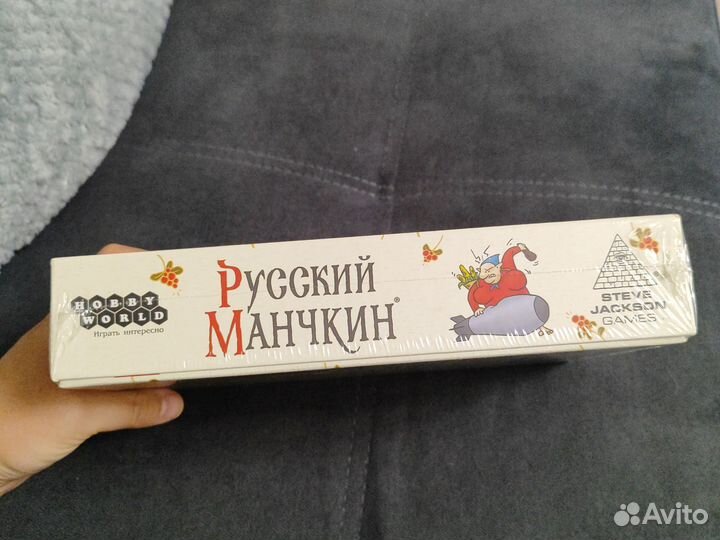 HOBBY
WORLD
Играть интересно
РУССКИЙ
МАНЧКИН®
STEVE
JACKSON
GAMES
Avito